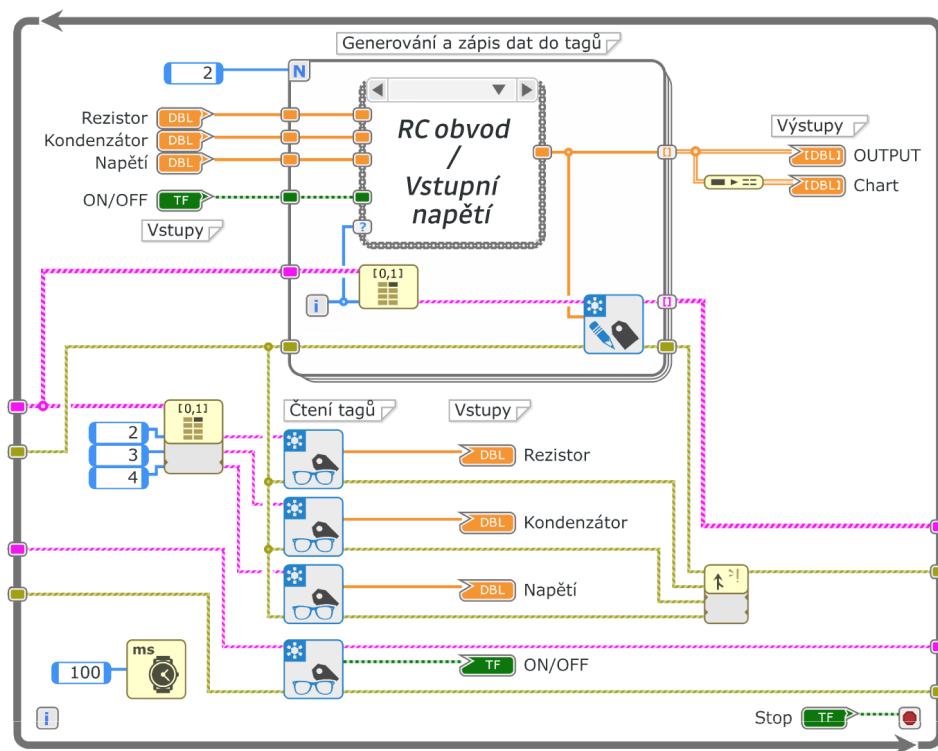 Generování a zápis dat do tagů
2
N
Rezistor DBL
Kondenzátor DBL
Napětí DBL
ON/OFF TF
Vstupy
RC obvod
/
Vstupní
napětí
?
[0,1]
i
Výstupy
[DBL] OUTPUT
[DBL] Chart
[]
[]
[0,1]
2
3
4
Čtení tagů
Vstupy
DBL Rezistor
DBL Kondenzátor
DBL Napětí
TF ON/OFF
ms
100
i
Stop TF